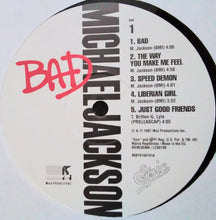 BAD
MICHAEL JACKSON
1
1. BAD
M. Jackson (BMI) 4:06
2. THE WAY
YOU MAKE ME FEEL
M. Jackson (BMI) 4:58
3. SPEED DEMON
M. Jackson (BMI) 4:01
4. LIBERIAN GIRL
M. Jackson (BMI) 3:52
5. JUST GOOD FRIENDS
T. Britten-G. Lyle
(PRS)(ASCAP) 4:05
© ℗ 1987 MJJ Productions Inc.
Epic